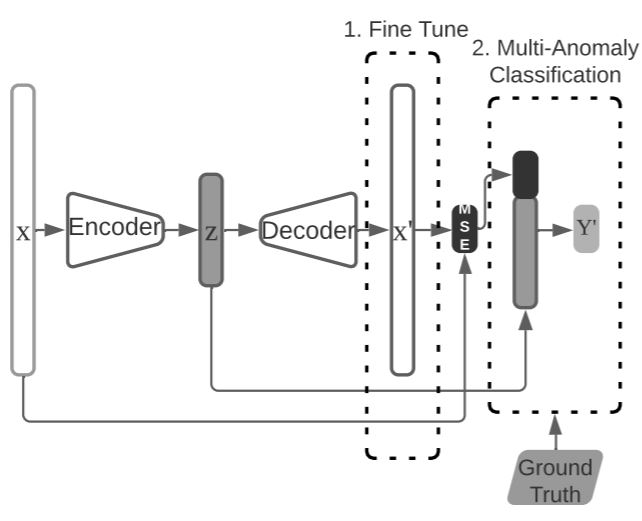 1. Fine Tune
2. Multi-Anomaly
Classification
x
Encoder
z
Decoder
x'
M
S
E
Y'
Ground
Truth